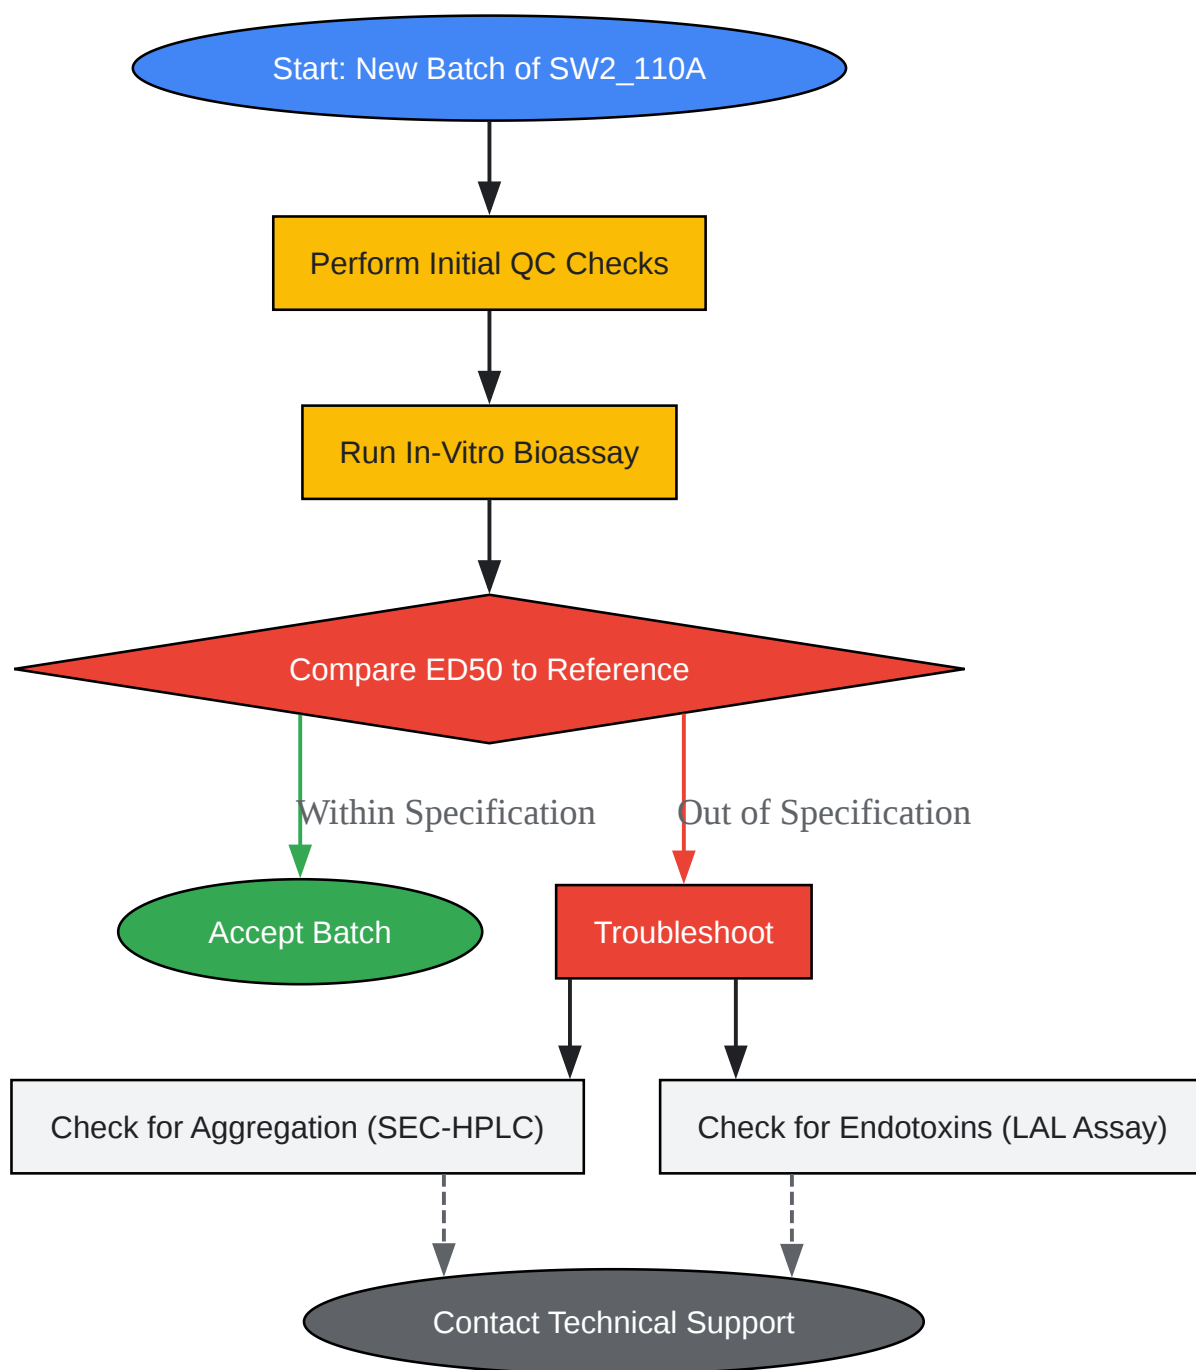 Start: New Batch of SW2_110A
Perform Initial QC Checks
Run In-Vitro Bioassay
Compare ED50 to Reference
Within Specification
Out of Specification
Accept Batch
Troubleshoot
Check for Aggregation (SEC-HPLC)
Check for Endotoxins (LAL Assay)
Contact Technical Support